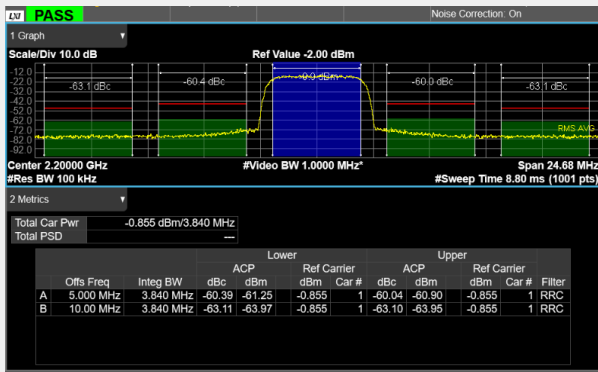 LXI PASS Noise Correction: On
1 Graph
Scale/Div 10.0 dB Ref Value -2.00 dBm
-12.0
-22.0
-32.0
-42.0
-52.0
-62.0
-72.0
-82.0
-92.0
-63.1 dBc -60.4 dBc -0.9 dBm -60.0 dBc -63.1 dBc
RMS AVG
Center 2.20000 GHz #Video BW 1.0000 MHz* Span 24.68 MHz
#Res BW 100 kHz #Sweep Time 8.80 ms (1001 pts)
2 Metrics
Total Car Pwr -0.855 dBm/3.840 MHz
Total PSD ---
Lower Upper
ACP Ref Carrier ACP Ref Carrier
Offs Freq Integ BW dBc dBm dBm Car # dBc dBm dBm Car # Filter
A 5.000 MHz 3.840 MHz -60.39 -61.25 -0.855 1 -60.04 -60.90 -0.855 1 RRC
B 10.00 MHz 3.840 MHz -63.11 -63.97 -0.855 1 -63.10 -63.95 -0.855 1 RRC